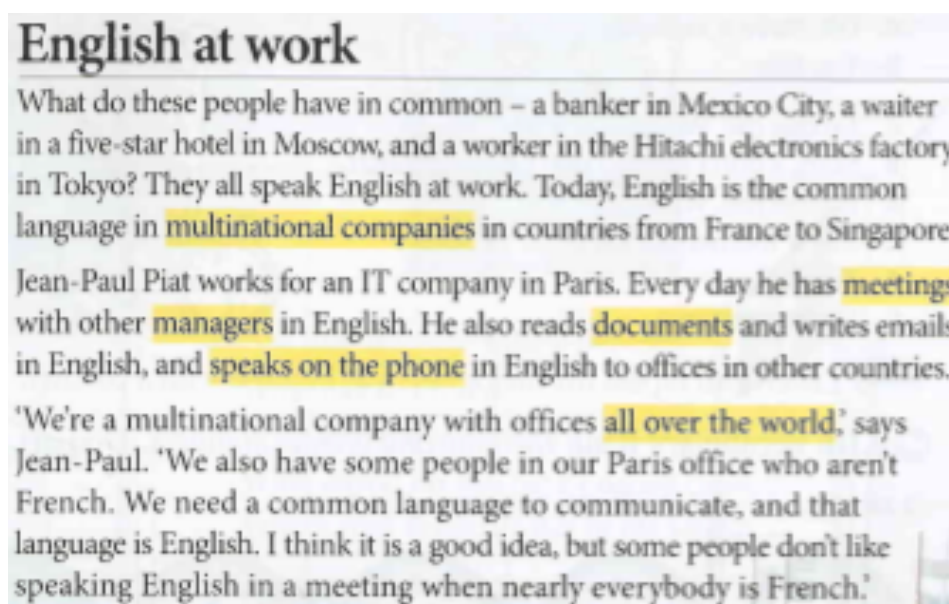 English at work
What do these people have in common – a banker in Mexico City, a waiter
in a five-star hotel in Moscow, and a worker in the Hitachi electronics factory
in Tokyo? They all speak English at work. Today, English is the common
language in multinational companies in countries from France to Singapore
Jean-Paul Piat works for an IT company in Paris. Every day he has meetings
with other managers in English. He also reads documents and writes emails
in English, and speaks on the phone in English to offices in other countries.
'We're a multinational company with offices all over the world,' says
Jean-Paul. 'We also have some people in our Paris office who aren't
French. We need a common language to communicate, and that
language is English. I think it is a good idea, but some people don't like
speaking English in a meeting when nearly everybody is French.'